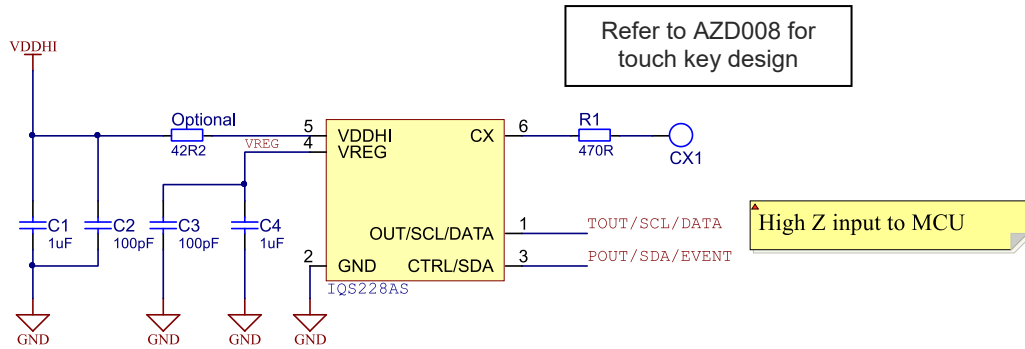 Refer to AZD008 for
touch key design
VDDHI
Optional
42R2
VREG
5
4
VDDHI
VREG
CX
6
R1
470R
CX1
C1
1uF
C2
100pF
C3
100pF
C4
1uF
OUT/SCL/DATA
1
TOUT/SCL/DATA
2
GND
CTRL/SDA
3
POUT/SDA/EVENT
IQS228AS
High Z input to MCU
GND
GND
GND
GND